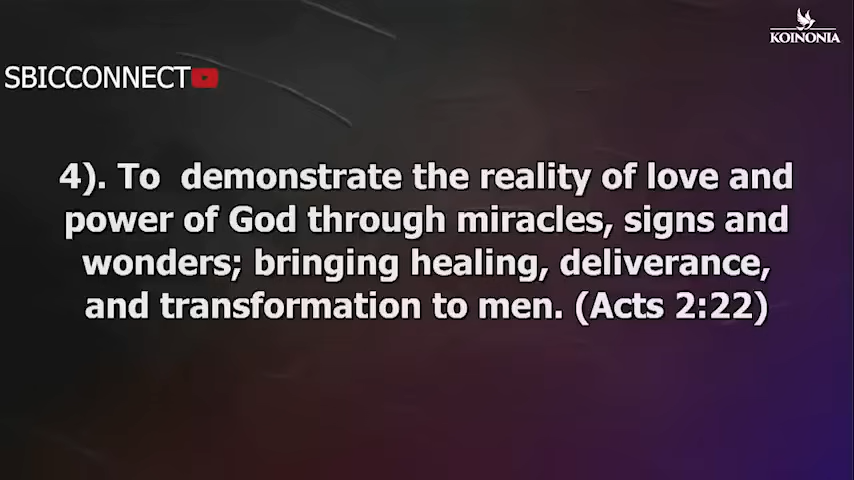 KOINONIA
SBICCONNECT
4). To demonstrate the reality of love and
power of God through miracles, signs and
wonders; bringing healing, deliverance,
and transformation to men. (Acts 2:22)